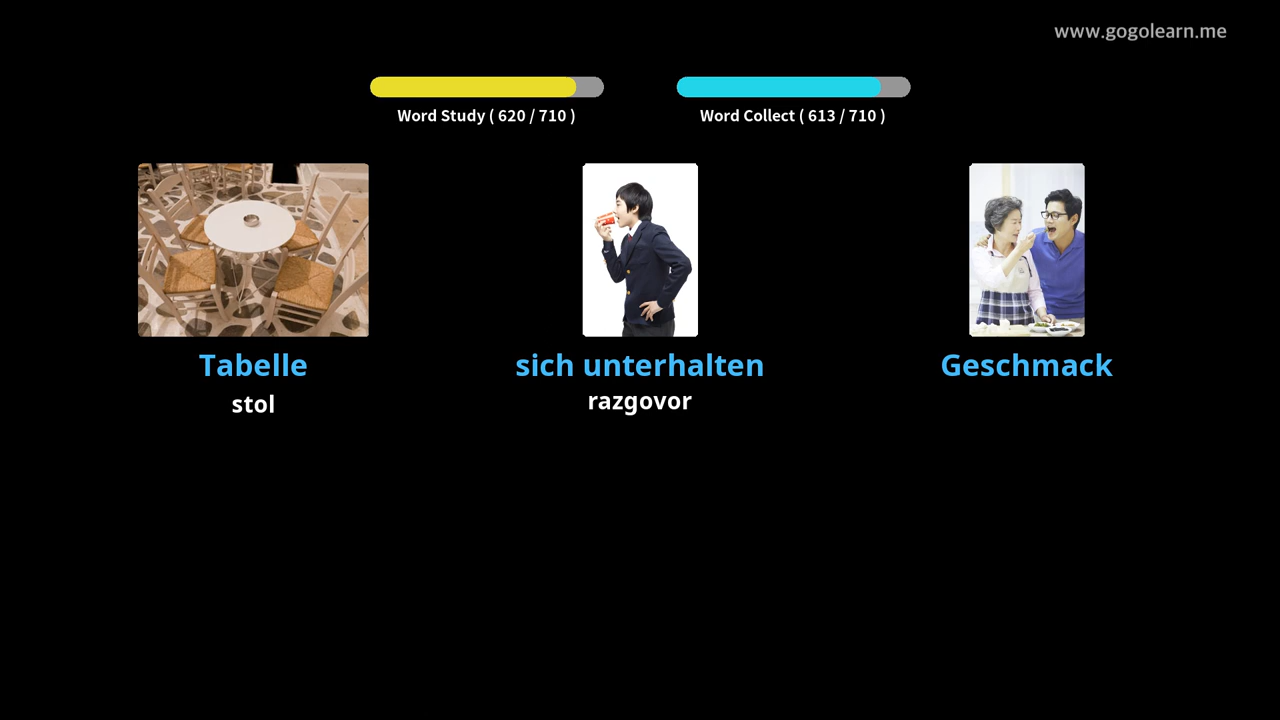 www.gogolearn.me
Word Study ( 620 / 710 )
Word Collect ( 613 / 710 )
Tabelle
stol
sich unterhalten
razgovor
Geschmack